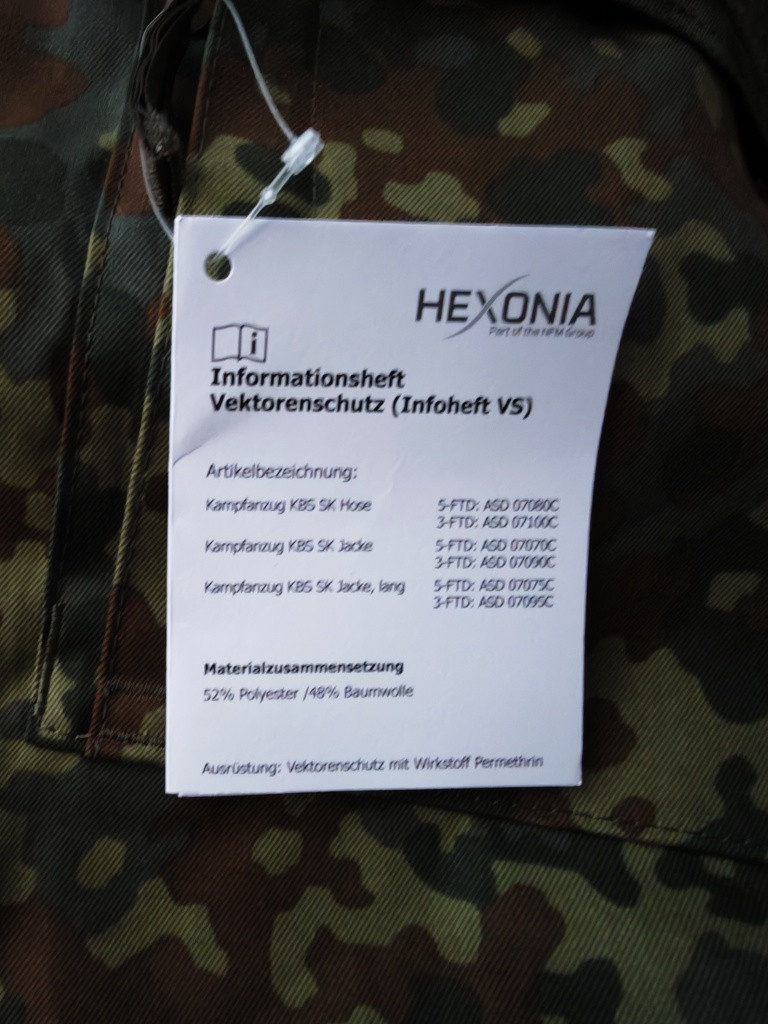 HEXONIA
Part of the NFM Group
i
Informationsheft
Vektorenschutz (Infoheft VS)
Artikelbezeichnung:
Kampfanzug KBS SK Hose 5-FTD: ASD 07080C
3-FTD: ASD 07100C
Kampfanzug KBS SK Jacke 5-FTD: ASD 07070C
3-FTD: ASD 07090C
Kampfanzug KBS SK Jacke, lang 5-FTD: ASD 07075C
3-FTD: ASD 07095C
Materialzusammensetzung
52% Polyester /48% Baumwolle
Ausrüstung: Vektorenschutz mit Wirkstoff Permethrin